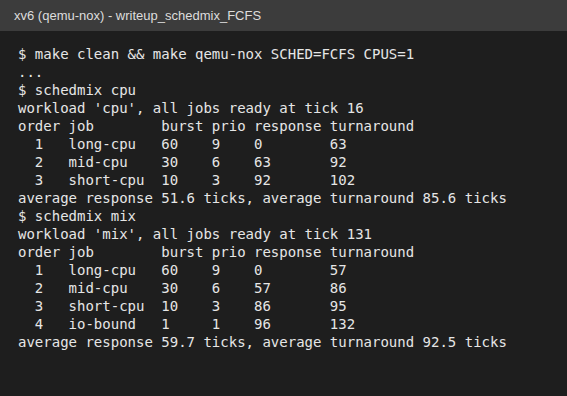 xv6 (qemu-nox) - writeup_schedmix_FCFS
$ make clean && make qemu-nox SCHED=FCFS CPUS=1
...
$ schedmix cpu
workload 'cpu', all jobs ready at tick 16
order job        burst prio response turnaround
  1   long-cpu   60    9    0        63
  2   mid-cpu    30    6    63       92
  3   short-cpu  10    3    92       102
average response 51.6 ticks, average turnaround 85.6 ticks
$ schedmix mix
workload 'mix', all jobs ready at tick 131
order job        burst prio response turnaround
  1   long-cpu   60    9    0        57
  2   mid-cpu    30    6    57       86
  3   short-cpu  10    3    86       95
  4   io-bound   1     1    96       132
average response 59.7 ticks, average turnaround 92.5 ticks